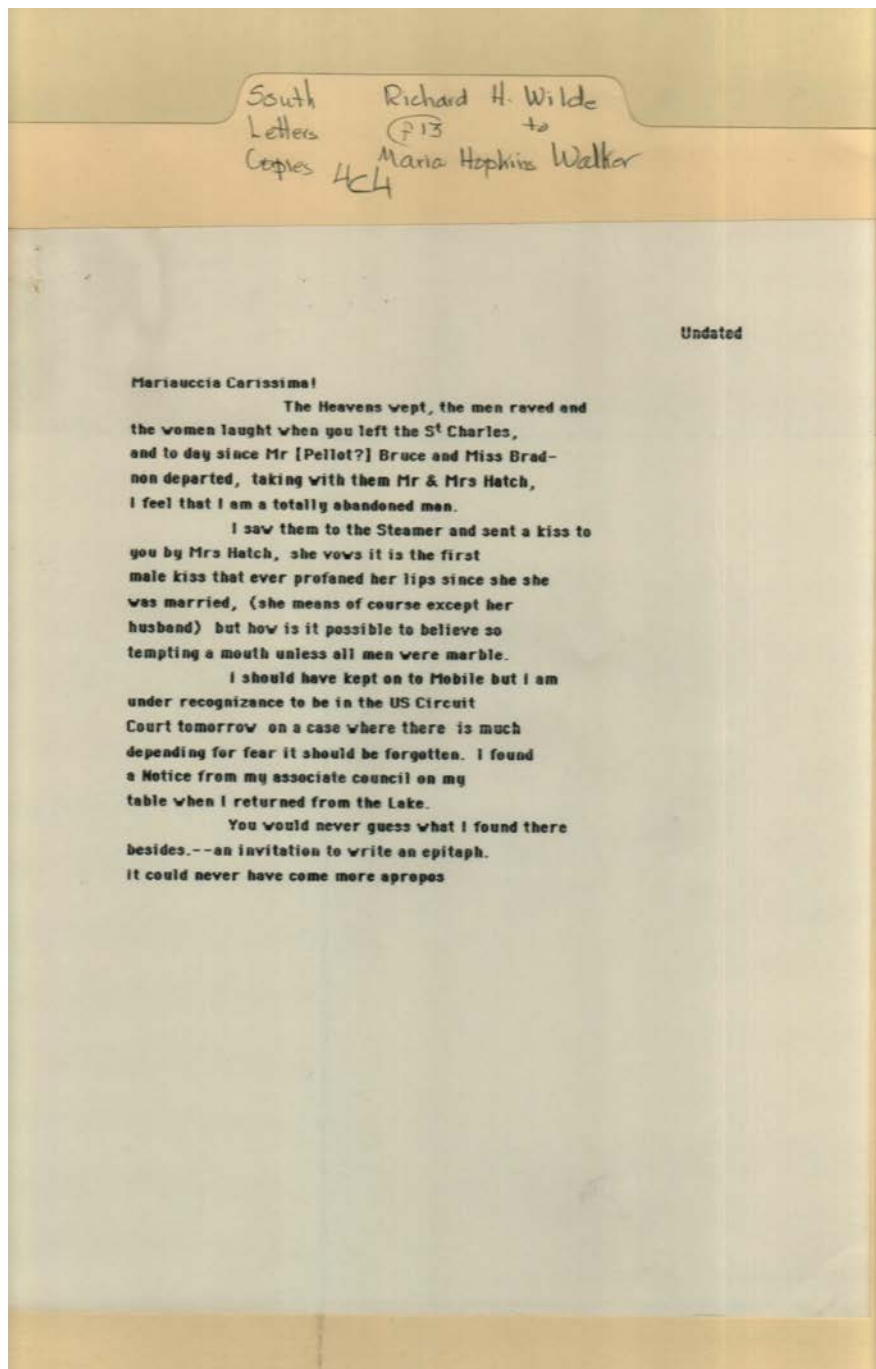 South Richard H. Wilde
Letters P13 to
Copies Maria Hopkins Walker
4C4
Undated
Mariauccia Carissima!
The Heavens wept, the men raved and
the women laught when you left the St Charles,
and to day since Mr [Pellot?] Bruce and Miss Brad-
non departed, taking with them Mr & Mrs Hatch,
I feel that I am a totally abandoned man.
I saw them to the Steamer and sent a kiss to
you by Mrs Hatch, she vows it is the first
male kiss that ever profaned her lips since she she
was married, (she means of course except her
husband) but how is it possible to believe so
tempting a mouth unless all men were marble.
I should have kept on to Mobile but I am
under recognizance to be in the US Circuit
Court tomorrow on a case where there is much
depending for fear it should be forgotten. I found
a Notice from my associate council on my
table when I returned from the Lake.
You would never guess what I found there
besides.--an invitation to write an epitaph.
it could never have come more apropos